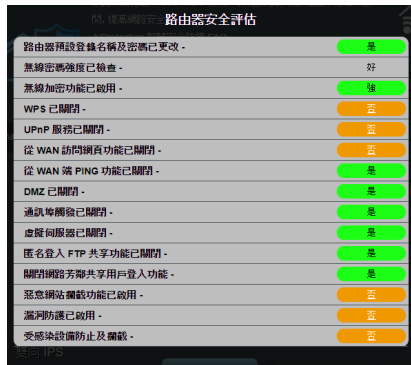 路由器安全評估
路由器預設登錄名稱及密碼已更改 - 是
無線密碼強度已檢查 - 好
無線加密功能已啟用 - 強
WPS 已關閉 - 否
UPnP 服務已關閉 - 否
從 WAN 訪問網頁功能已關閉 - 否
從 WAN 端 PING 功能已關閉 - 是
DMZ 已關閉 - 是
通訊埠觸發已關閉 - 是
虛擬伺服器已關閉 - 是
匿名登入 FTP 共享功能已關閉 - 是
關閉網路芳鄰共享用戶登入功能 - 是
惡意網站攔截功能已啟用 - 否
漏洞防護已啟用 - 否
受感染設備防止及攔截 - 否
雙向 IPS